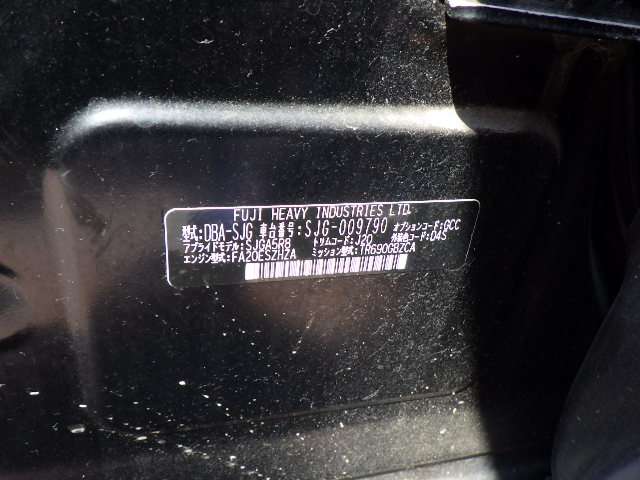 FUJI HEAVY INDUSTRIES LTD.
型式:DBA-SJG 車台番号:SJG-009790 オプションコード:GCC
アプライドモデル:SJGA5R8 トリムコード:J20 外装色コード:D4S
エンジン型式:FA20ESZHZA ミッション型式:TR690GBZCA